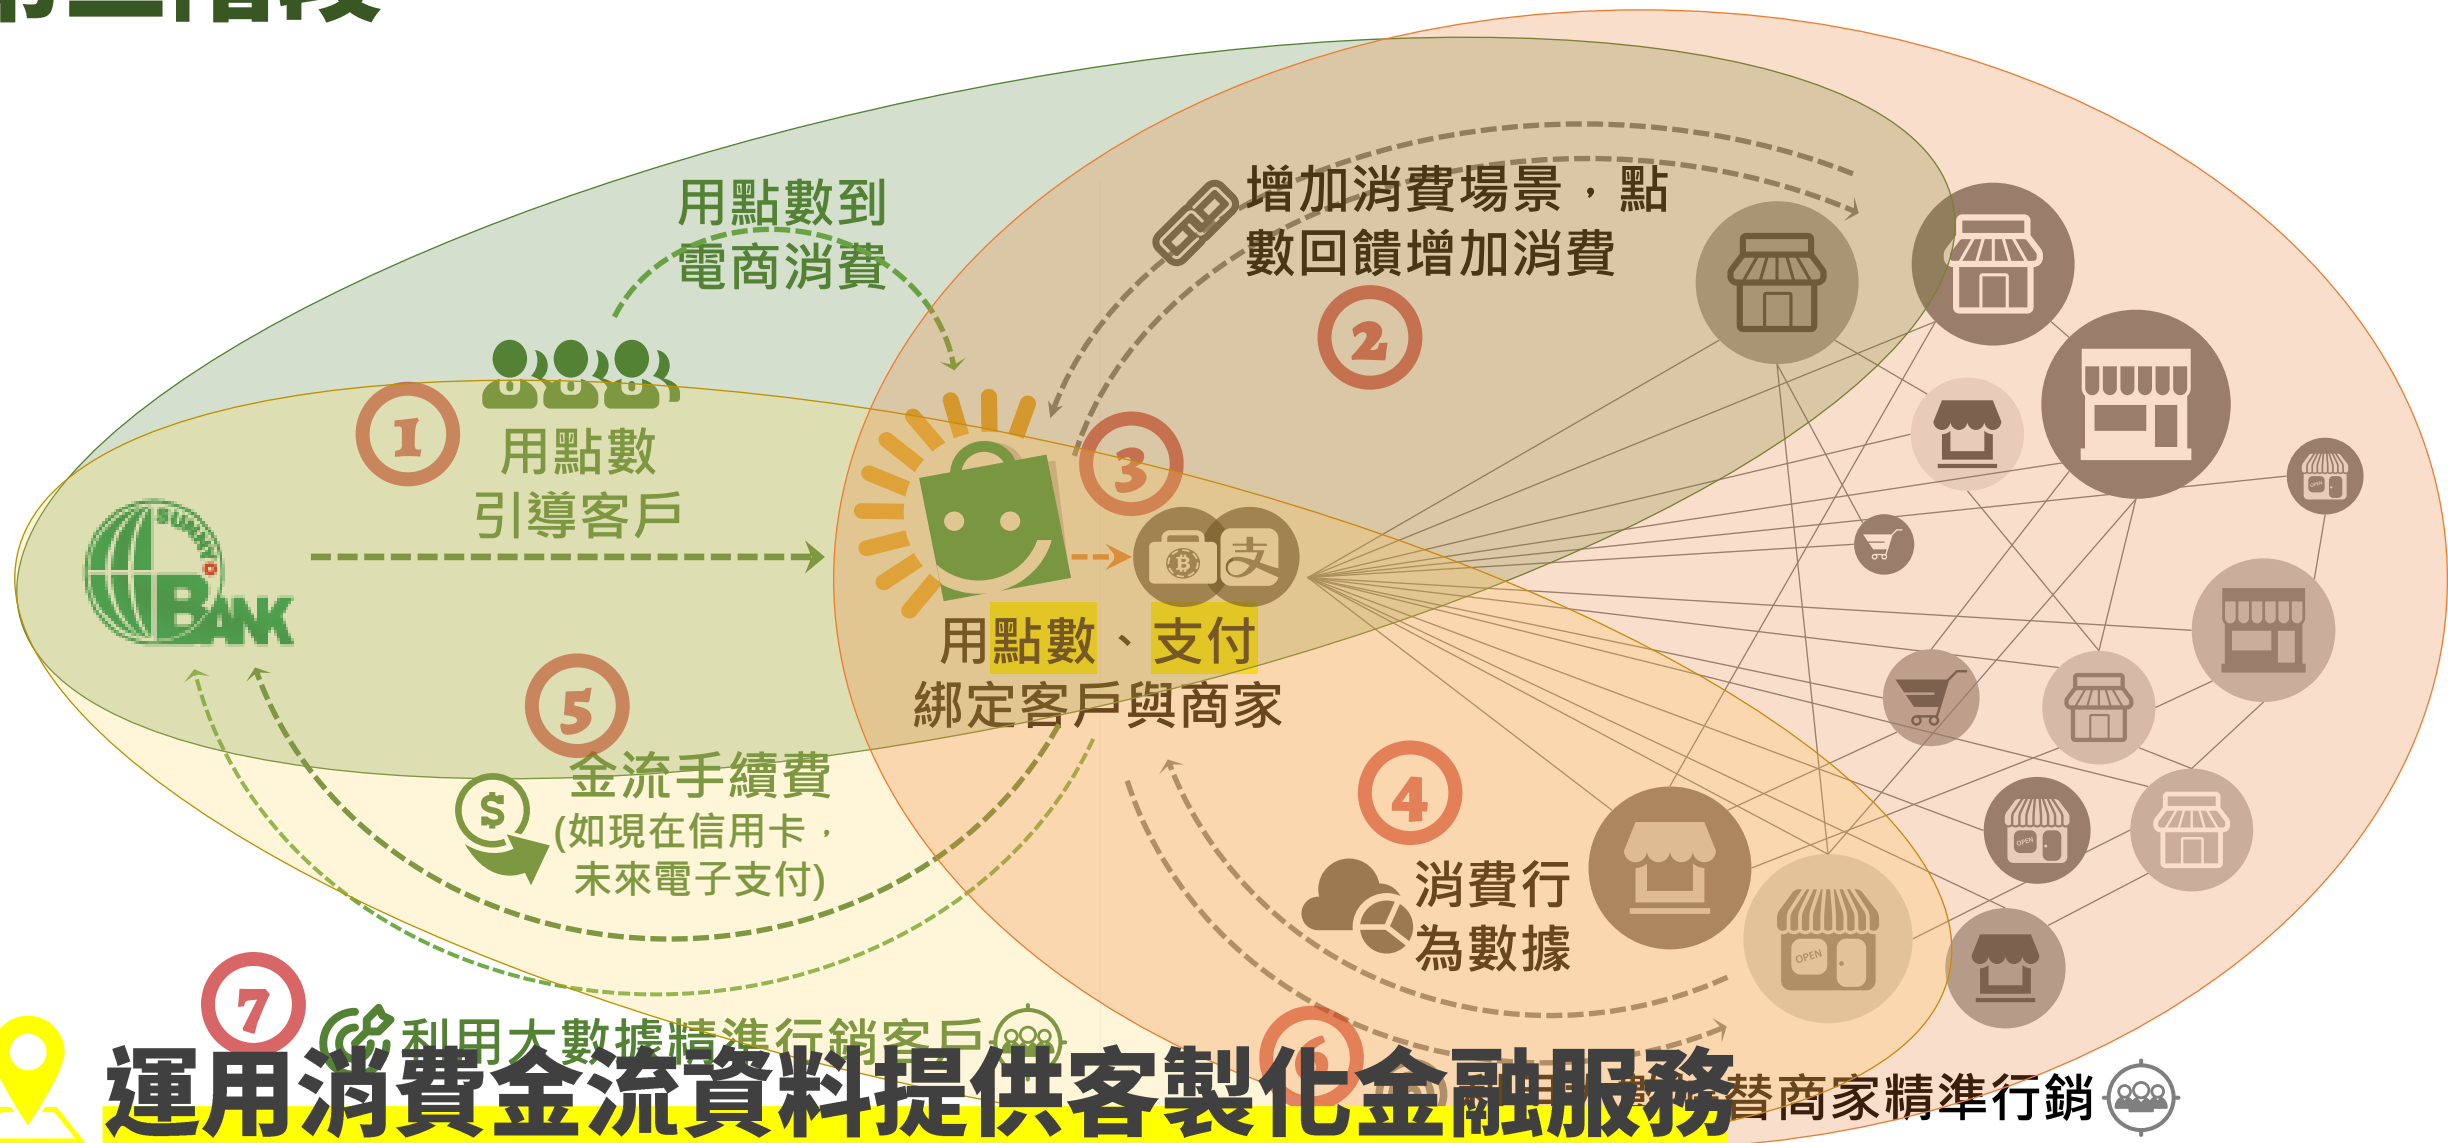 用點數到
電商消費
增加消費場景，點
數回饋增加消費
2
1
用點數
引導客戶
3
SUNNY
BANK
支
用點數、支付
綁定客戶與商家
5
金流手續費
(如現在信用卡，
未來電子支付)
$
4
消費行
為數據
OPEN
OPEN
OPEN
7
利用大數據精準行銷客戶
6
替商家精準行銷
運用消費金流資料提供客製化金融服務